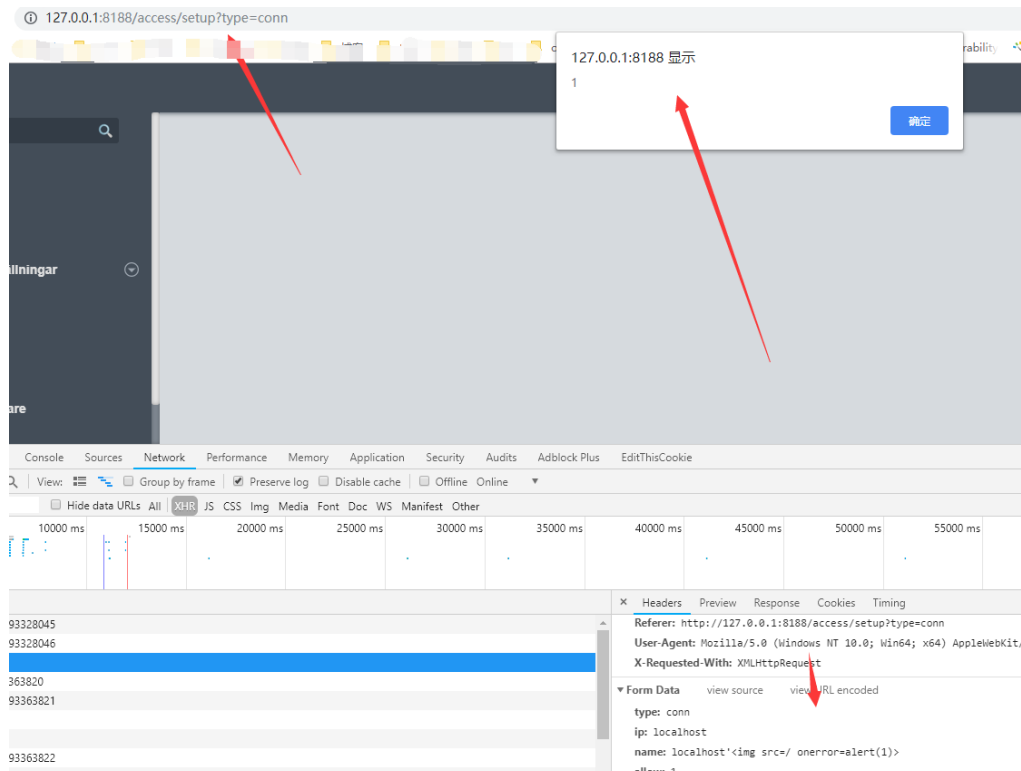 127.0.0.1:8188/access/setup?type=conn
rability
127.0.0.1:8188 显示
1
确定
illningar
are
Console Sources Network Performance Memory Application Security Audits Adblock Plus EditThisCookie
View: Group by frame Preserve log Disable cache Offline Online
Hide data URLs All XHR JS CSS Img Media Font Doc WS Manifest Other
10000 ms 15000 ms 20000 ms 25000 ms 30000 ms 35000 ms 40000 ms 45000 ms 50000 ms 55000 ms
× Headers Preview Response Cookies Timing
93328045
93328046
363820
93363821
93363822
Referer: http://127.0.0.1:8188/access/setup?type=conn
User-Agent: Mozilla/5.0 (Windows NT 10.0; Win64; x64) AppleWebKit/
X-Requested-With: XMLHttpRequest
Form Data view source view URL encoded
type: conn
ip: localhost
name: localhost'<img src=/ onerror=alert(1)>